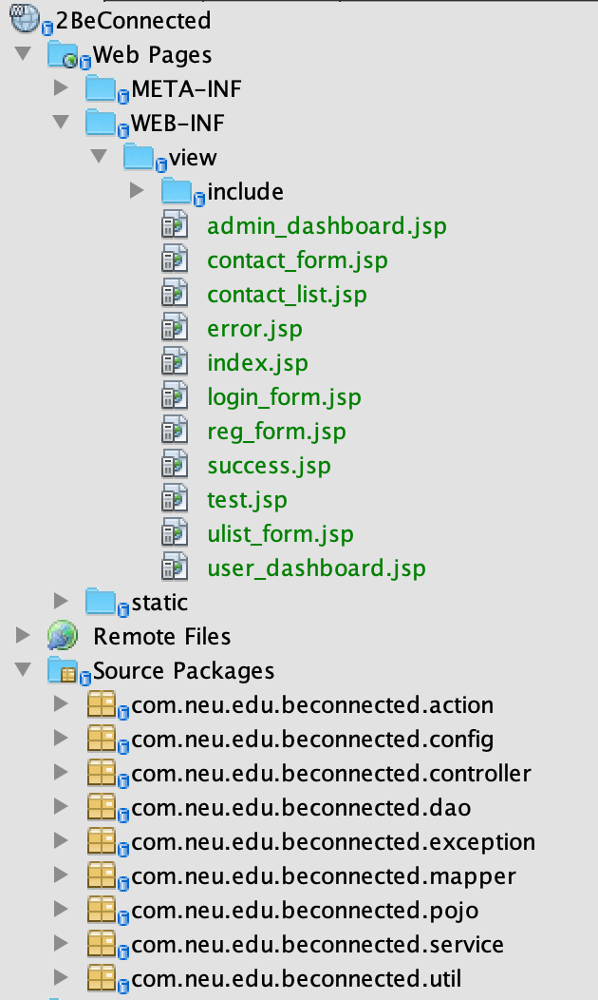 2BeConnected
Web Pages
META-INF
WEB-INF
view
include
admin_dashboard.jsp
contact_form.jsp
contact_list.jsp
error.jsp
index.jsp
login_form.jsp
reg_form.jsp
success.jsp
test.jsp
ulist_form.jsp
user_dashboard.jsp
static
Remote Files
Source Packages
com.neu.edu.beconnected.action
com.neu.edu.beconnected.config
com.neu.edu.beconnected.controller
com.neu.edu.beconnected.dao
com.neu.edu.beconnected.exception
com.neu.edu.beconnected.mapper
com.neu.edu.beconnected.pojo
com.neu.edu.beconnected.service
com.neu.edu.beconnected.util